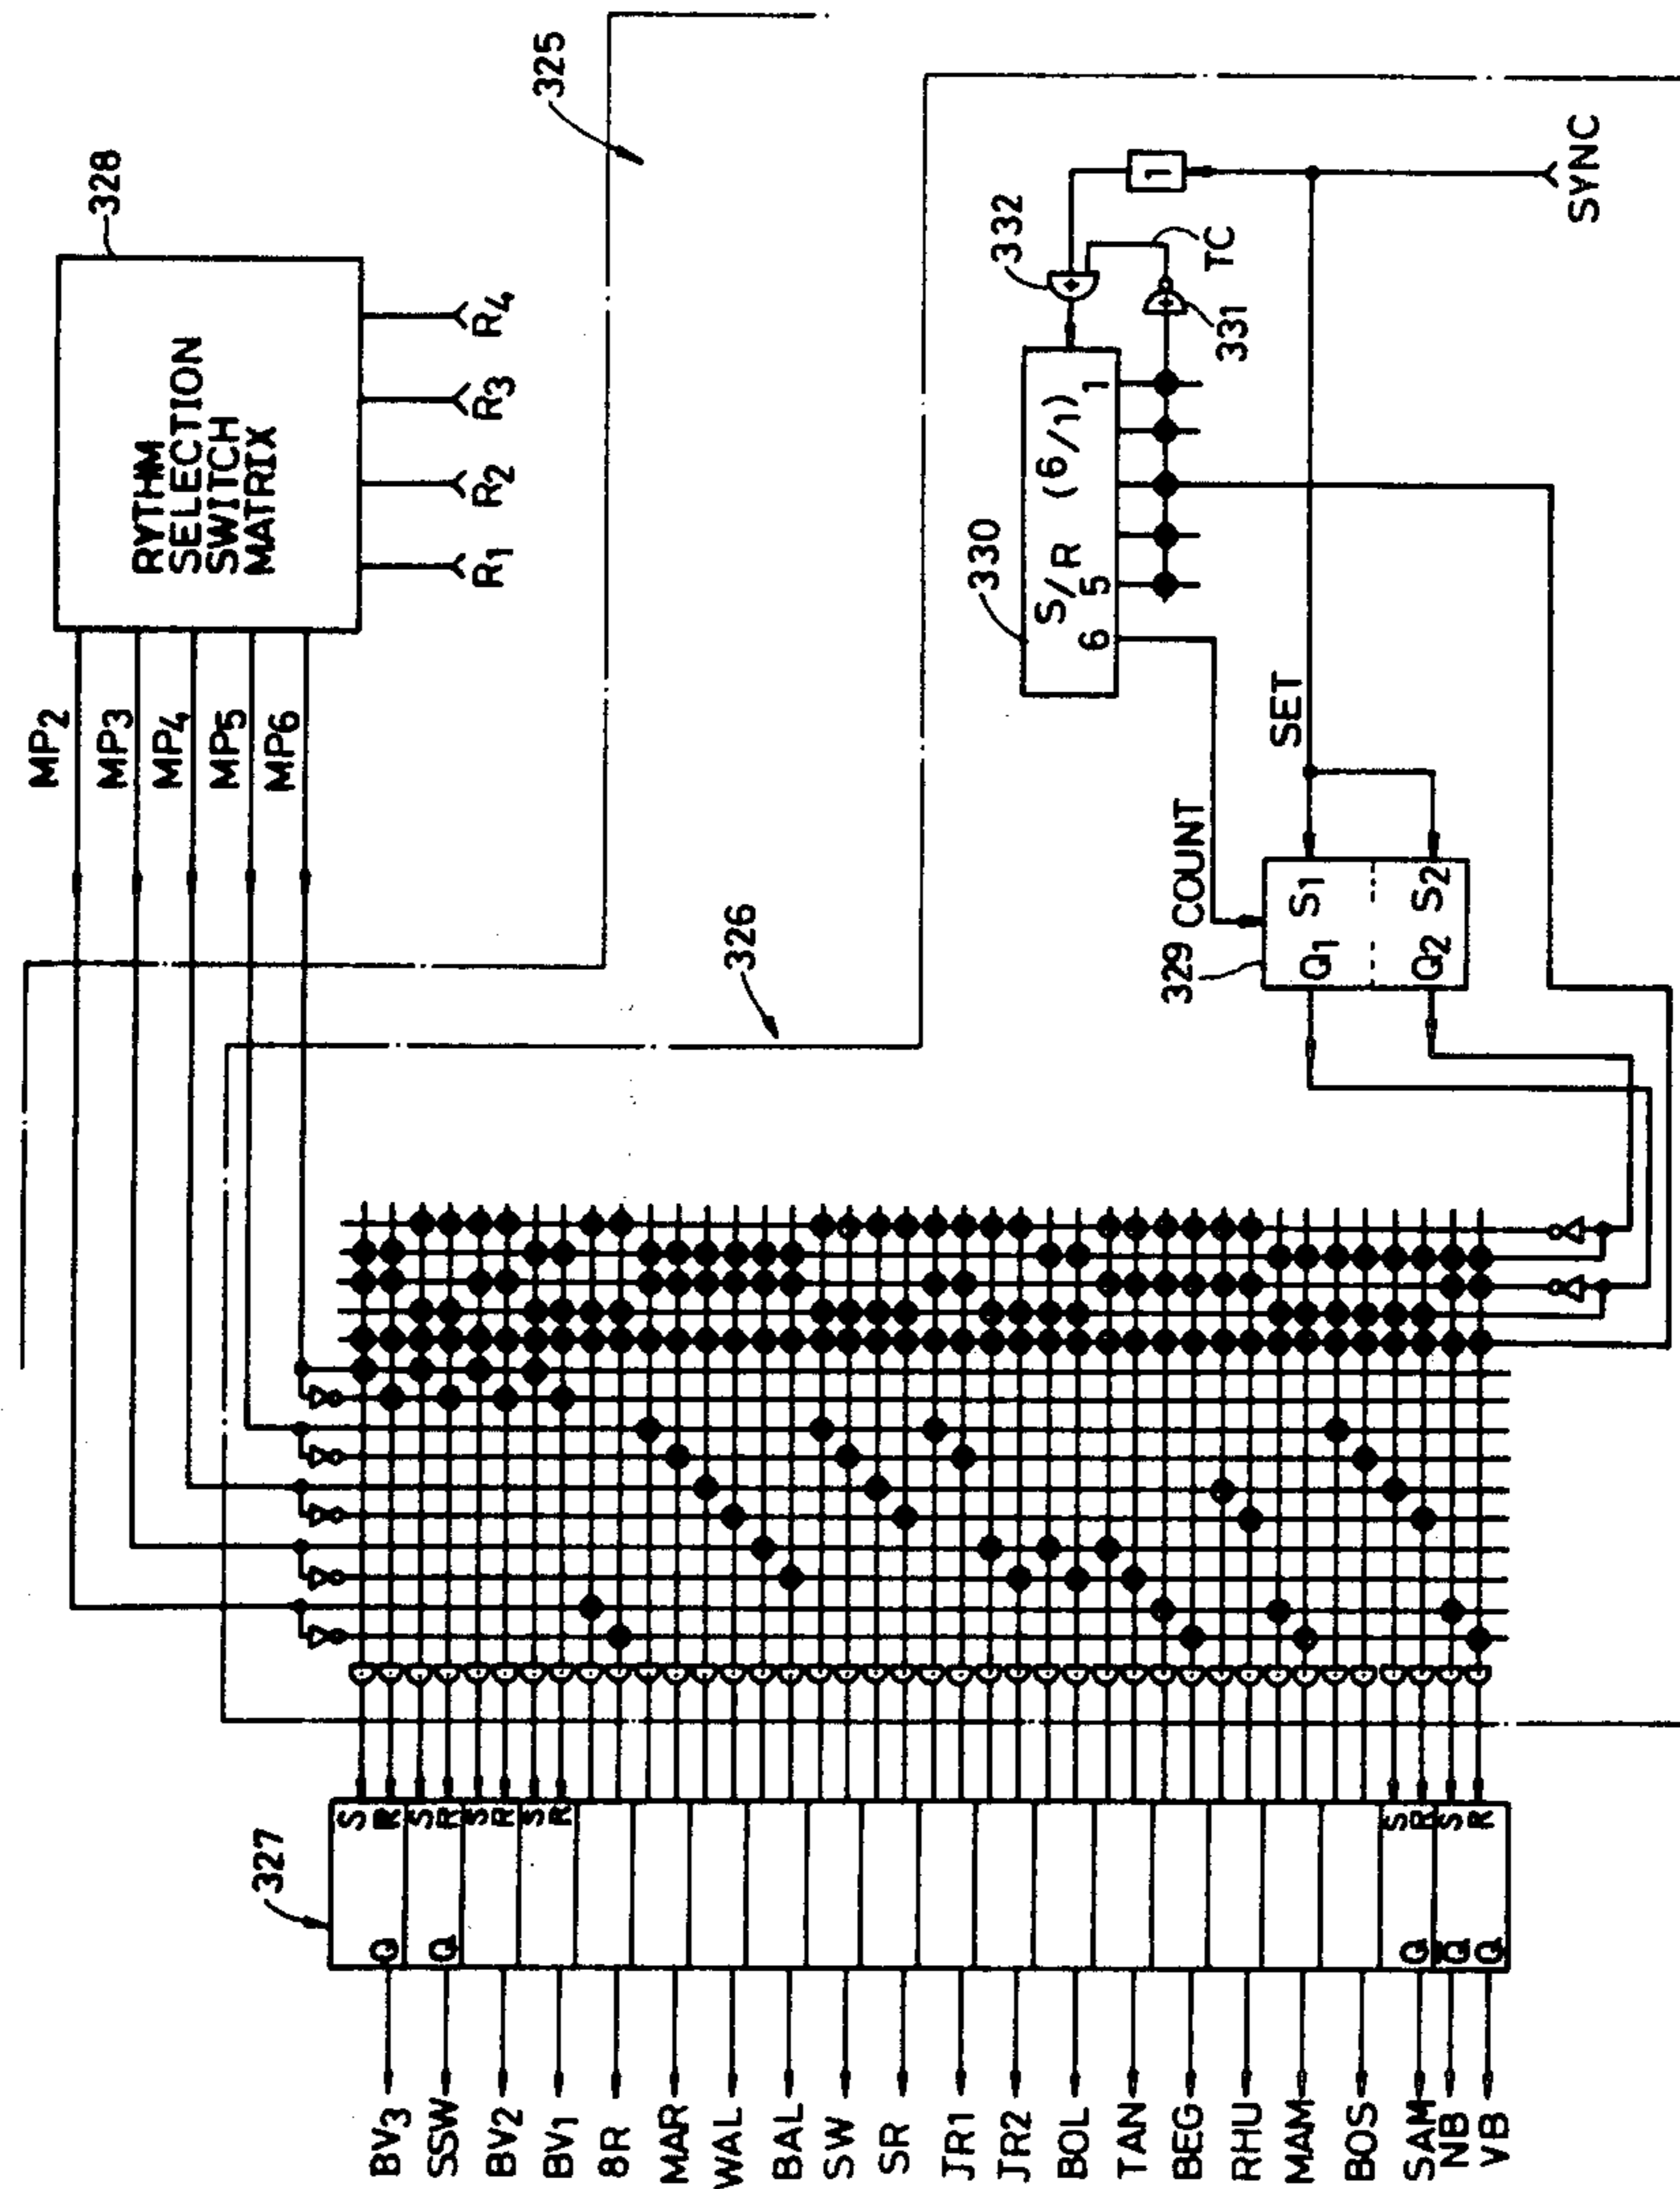 325
328
RYTHM
SELECTION
SWITCH
MATRIX
R1
R2
R3
R4
MP2
MP3
MP4
MP5
MP6
326
330
S/R (6/1)
6
5
1
332
331
TC
1
SYNC
SET
COUNT
329
Q1
S1
Q2
S2
327
S
R
S
R
S
R
S
R
S
R
S
R
Q
Q
Q
Q
Q
BV3
SSW
BV2
BV1
8R
MAR
WAL
BAL
SW
SR
JR1
JR2
BOL
TAN
BEG
RHU
MAM
BOS
SAM
NB
VB